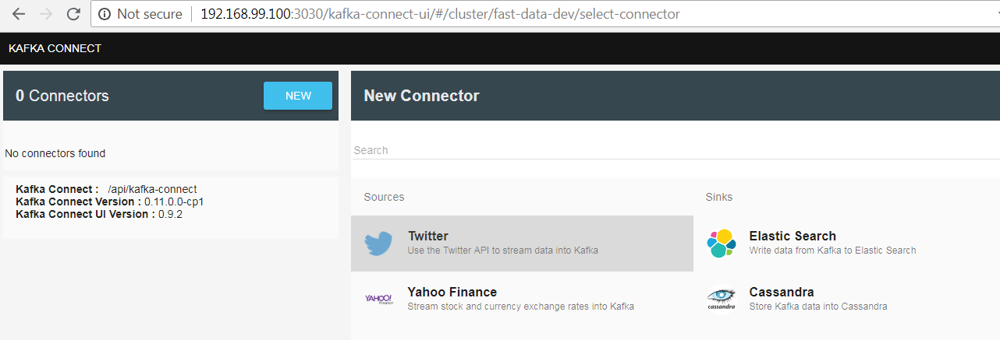 Not secure 192.168.99.100:3030/kafka-connect-ui/#/cluster/fast-data-dev/select-connector
KAFKA CONNECT
0 Connectors
NEW
No connectors found
Kafka Connect : /api/kafka-connect
Kafka Connect Version : 0.11.0.0-cp1
Kafka Connect UI Version : 0.9.2
New Connector
Search
Sources
Twitter
Use the Twitter API to stream data into Kafka
YAHOO!
FINANCE
Yahoo Finance
Stream stock and currency exchange rates into Kafka
Sinks
Elastic Search
Write data from Kafka to Elastic Search
cassandra
Cassandra
Store Kafka data into Cassandra